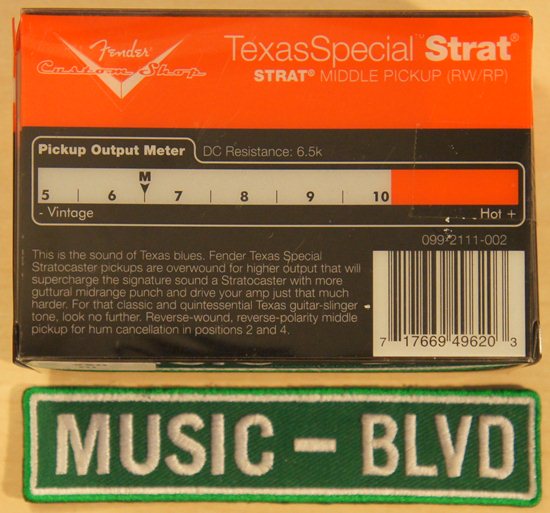 Fender
Custom Shop
TexasSpecial™ Strat®
STRAT® MIDDLE PICKUP (RW/RP)
Pickup Output Meter
DC Resistance: 6.5k
M
5 | 6 7 | 8 | 9 | 10
- Vintage
Hot +
099-2111-002
This is the sound of Texas blues. Fender Texas Special
Stratocaster pickups are overwound for higher output that will
supercharge the signature sound a Stratocaster with more
guttural midrange punch and drive your amp just that much
harder. For that classic and quintessential Texas guitar-slinger
tone, look no further. Reverse-wound, reverse-polarity middle
pickup for hum cancellation in positions 2 and 4.
7 17669 49620 3
MUSIC - BLVD